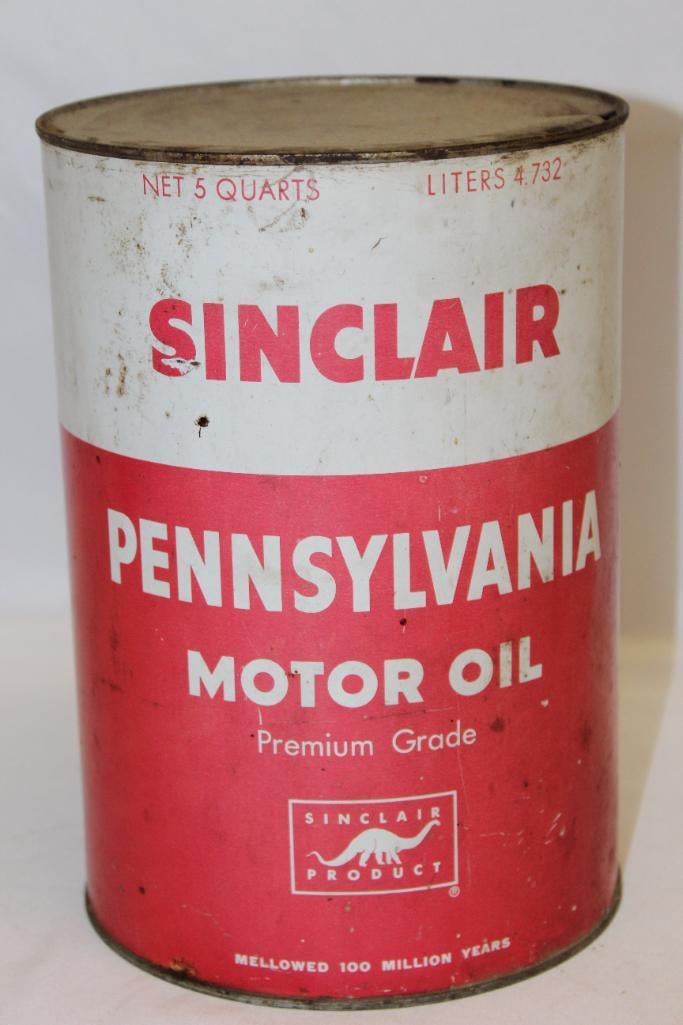 NET 5 QUARTS LITERS 4.732
SINCLAIR
PENNSYLVANIA
MOTOR OIL
Premium Grade
SINCLAIR
PRODUCT
®
MELLOWED 100 MILLION YEARS